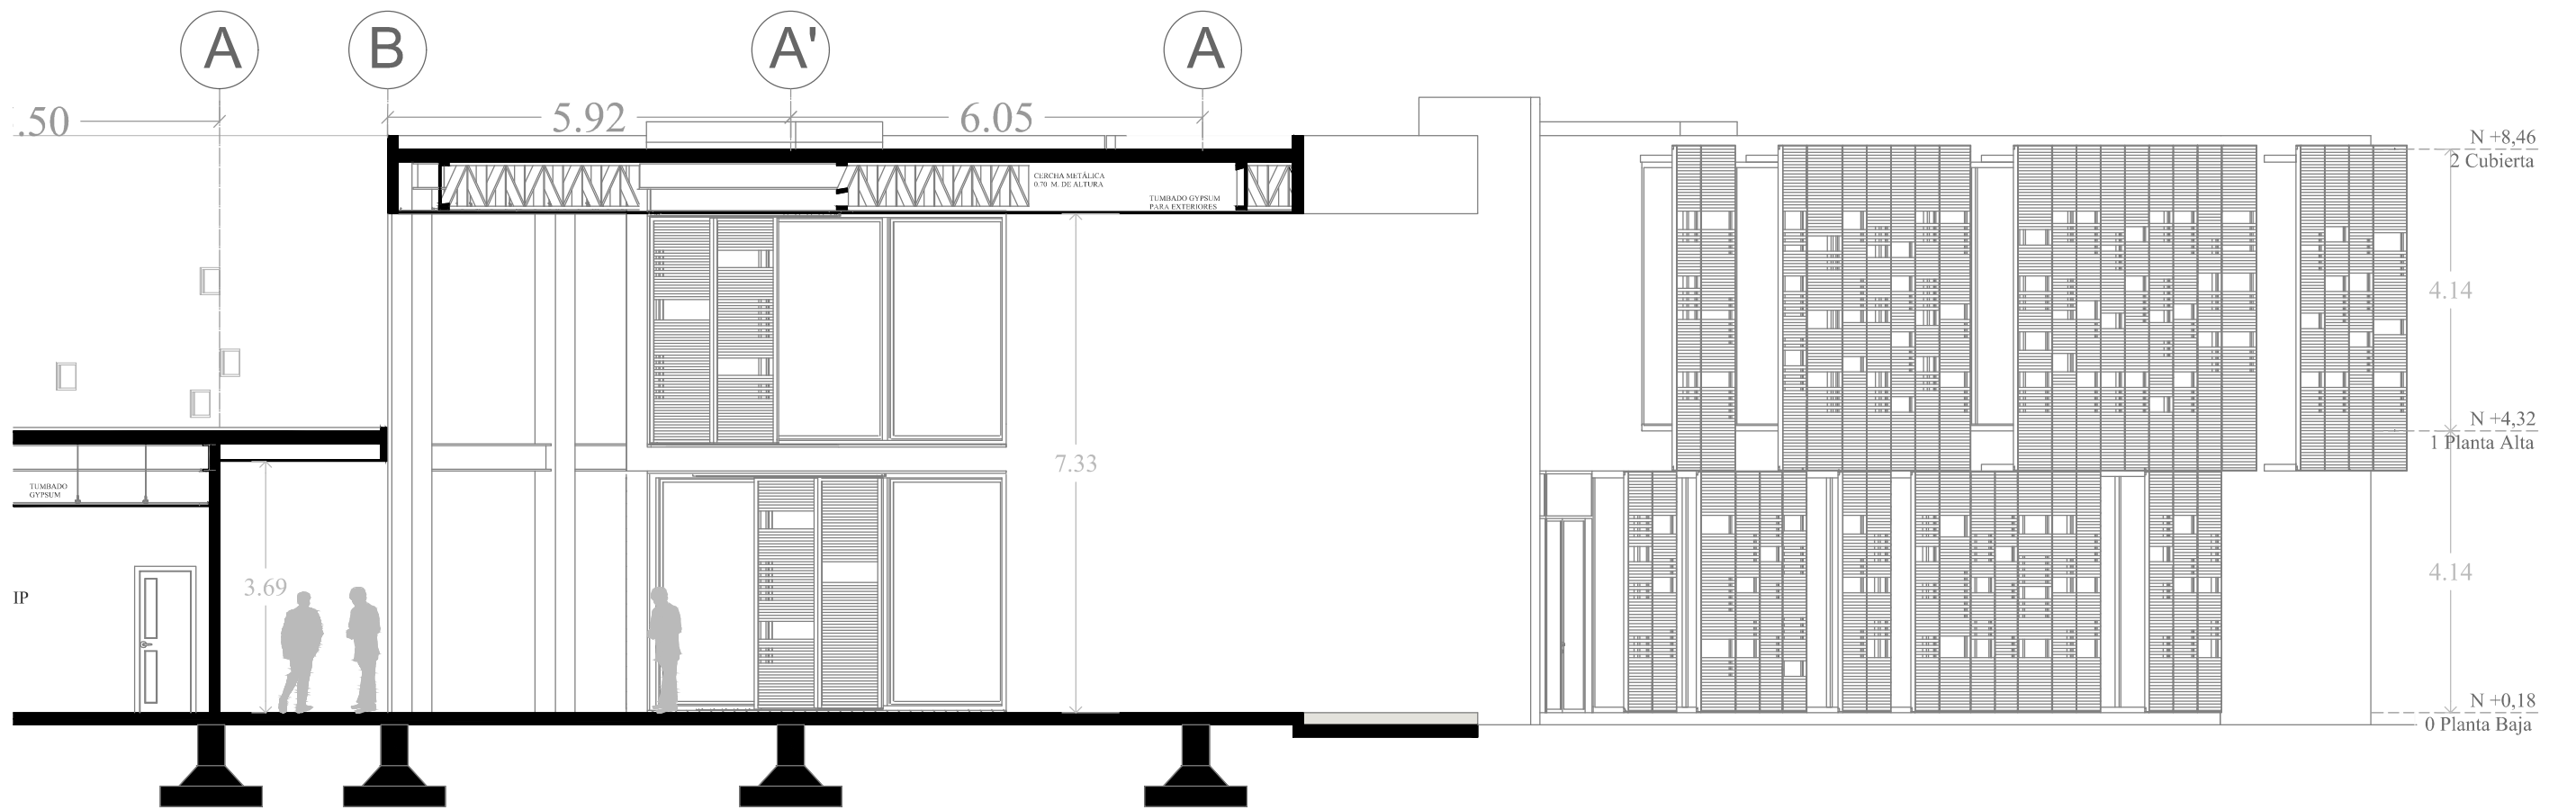 A B A' A
.50 5.92 6.05
N +8,46
2 Cubierta
CERCHA METÁLICA
0.70 M. DE ALTURA
TUMBADO GYPSUM
PARA EXTERIORES
4.14
N +4,32
1 Planta Alta
7.33
TUMBADO
GYPSUM
3.69
4.14
IP
N +0,18
0 Planta Baja